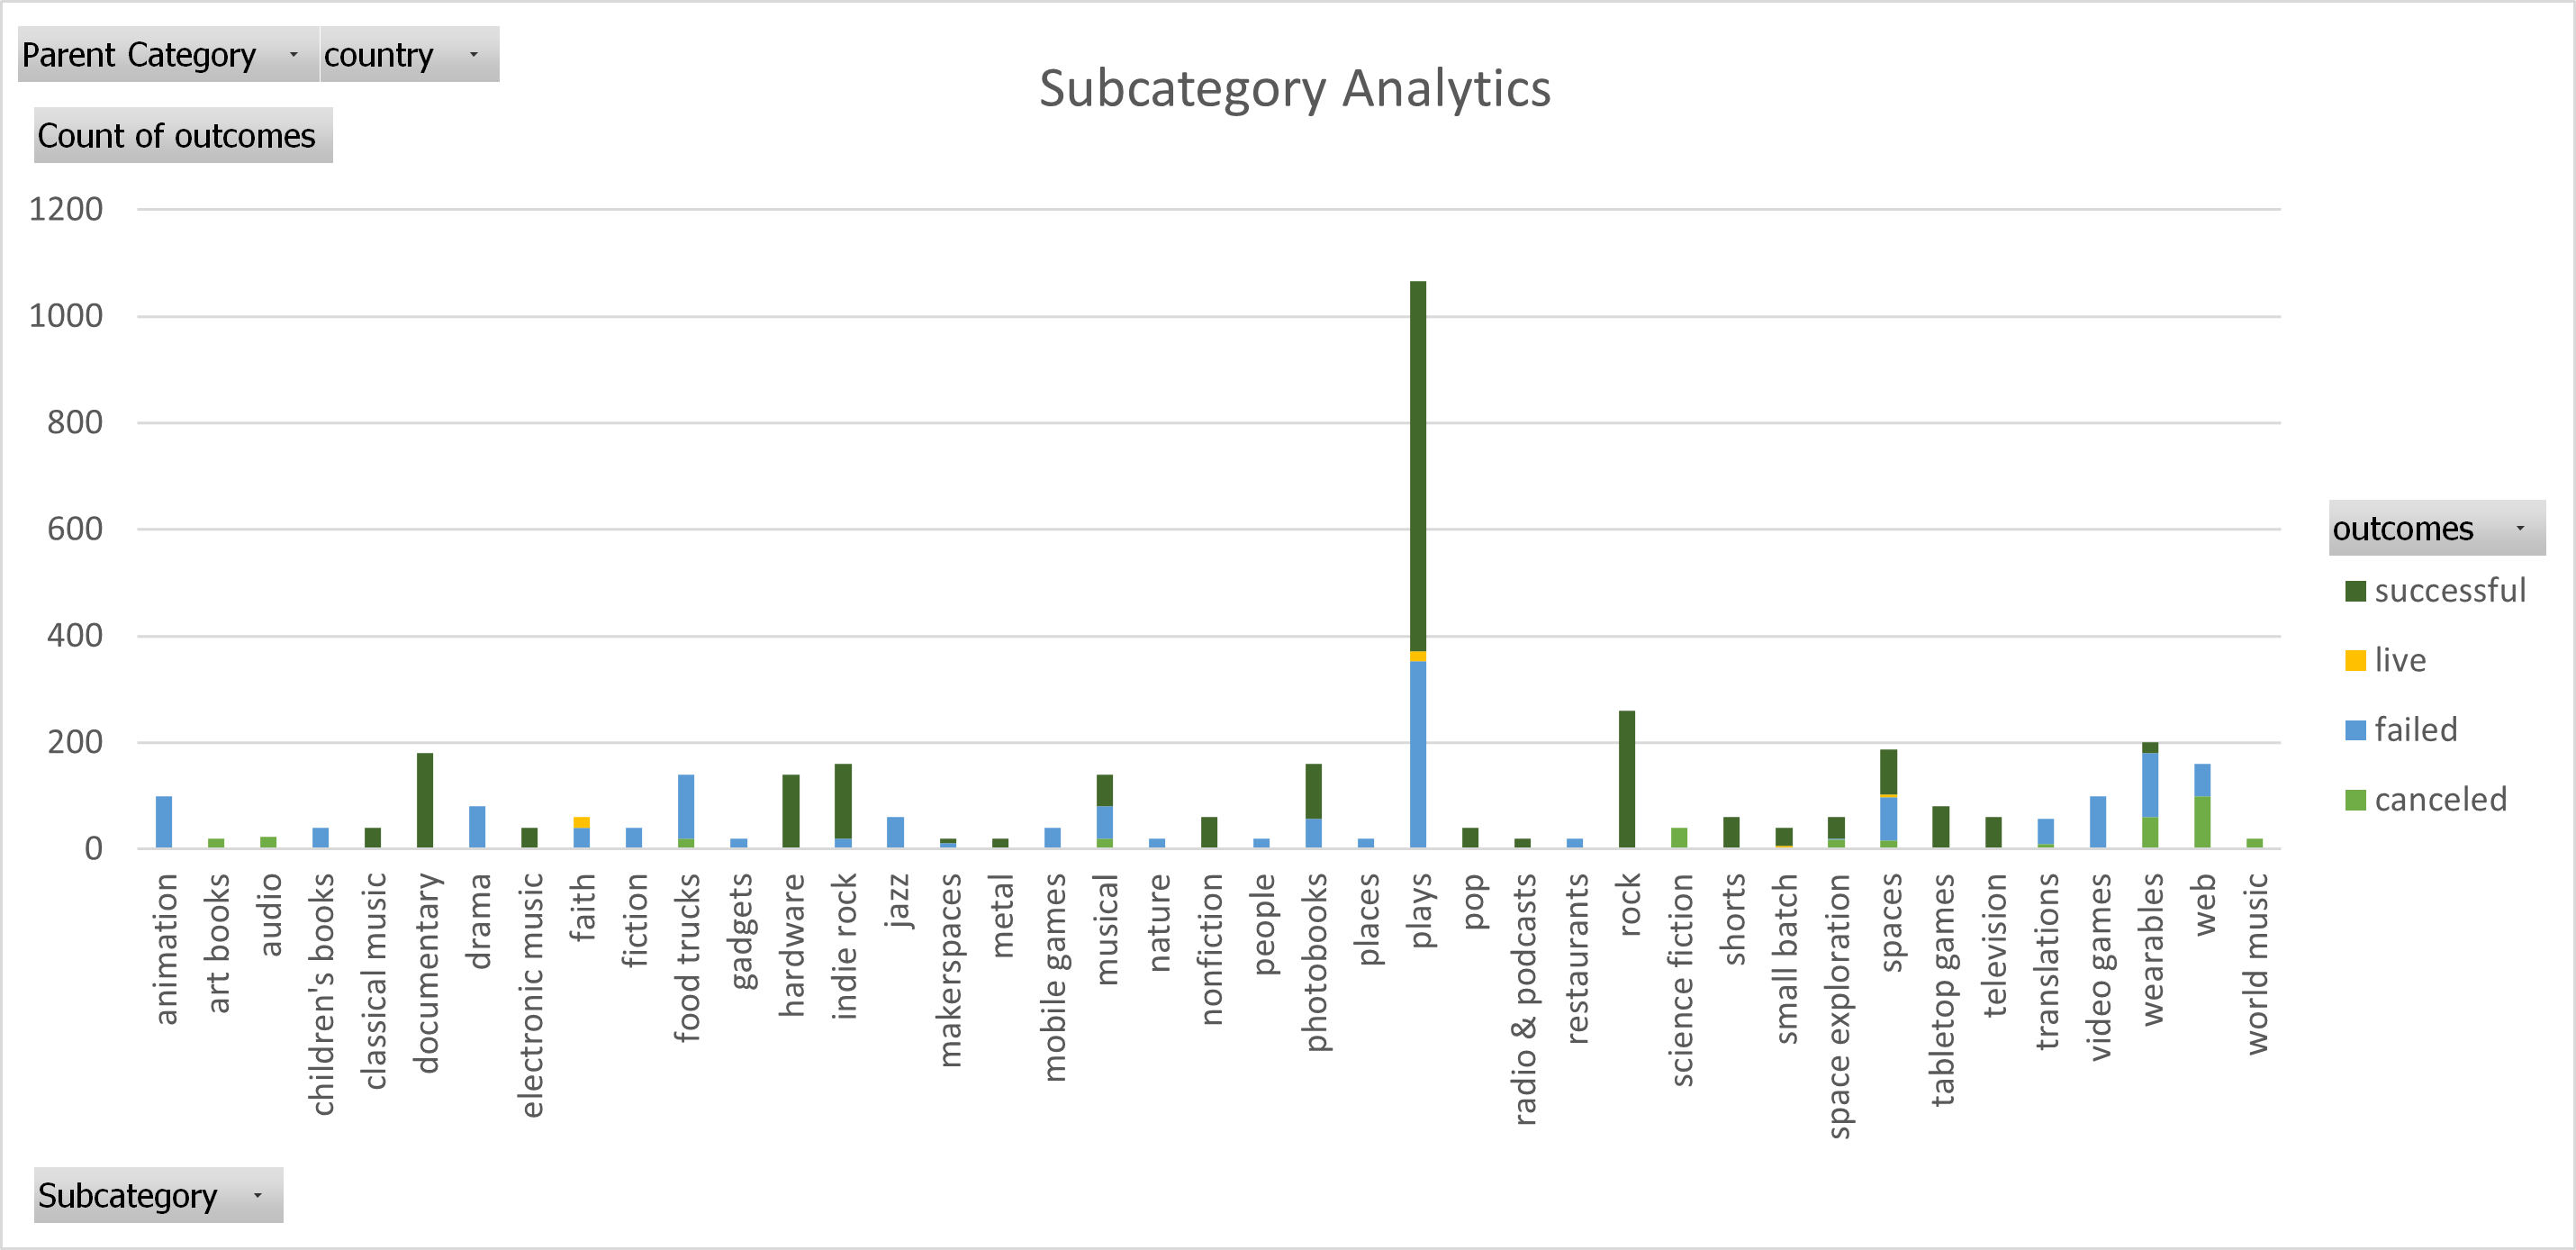 Parent Category
country
Subcategory Analytics
Count of outcomes
1200
1000
800
600
400
200
0
outcomes
successful
live
failed
canceled
animation
art books
audio
children's books
classical music
documentary
drama
electronic music
faith
fiction
food trucks
gadgets
hardware
indie rock
jazz
makerspaces
metal
mobile games
musical
nature
nonfiction
people
photobooks
places
plays
pop
radio & podcasts
restaurants
rock
science fiction
shorts
small batch
space exploration
spaces
tabletop games
television
translations
video games
wearables
web
world music
Subcategory